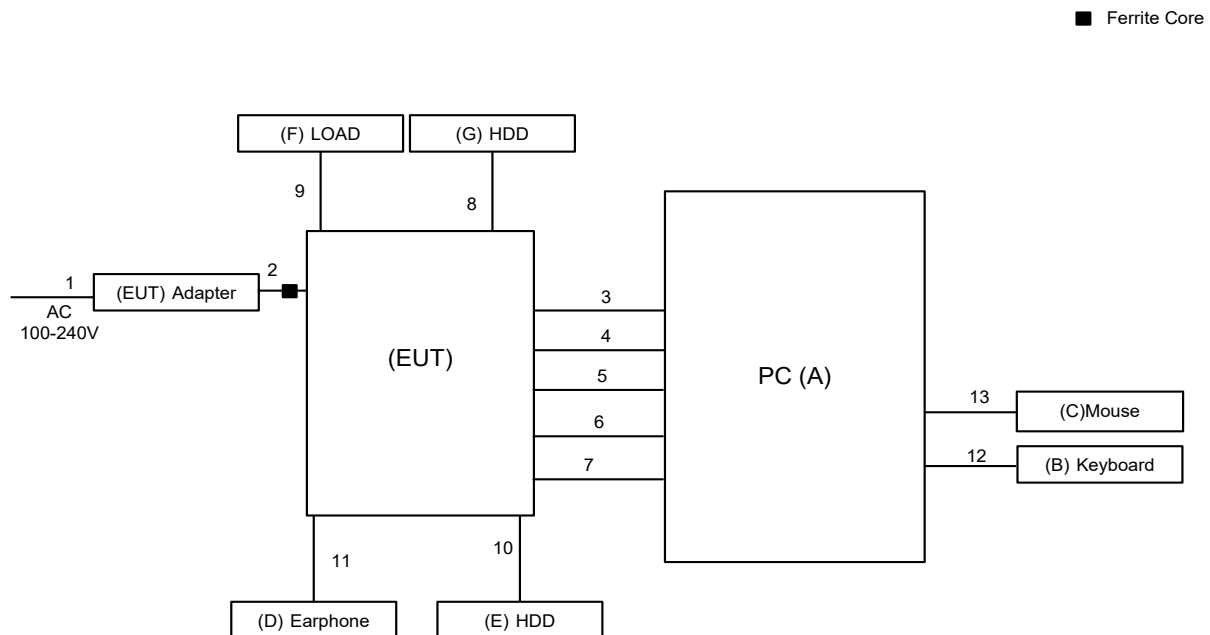 Ferrite Core
(F) LOAD
(G) HDD
9
8
1
(EUT) Adapter
2
AC
100-240V
(EUT)
3
4
5
6
7
PC (A)
13
(C)Mouse
12
(B) Keyboard
11
10
(D) Earphone
(E) HDD